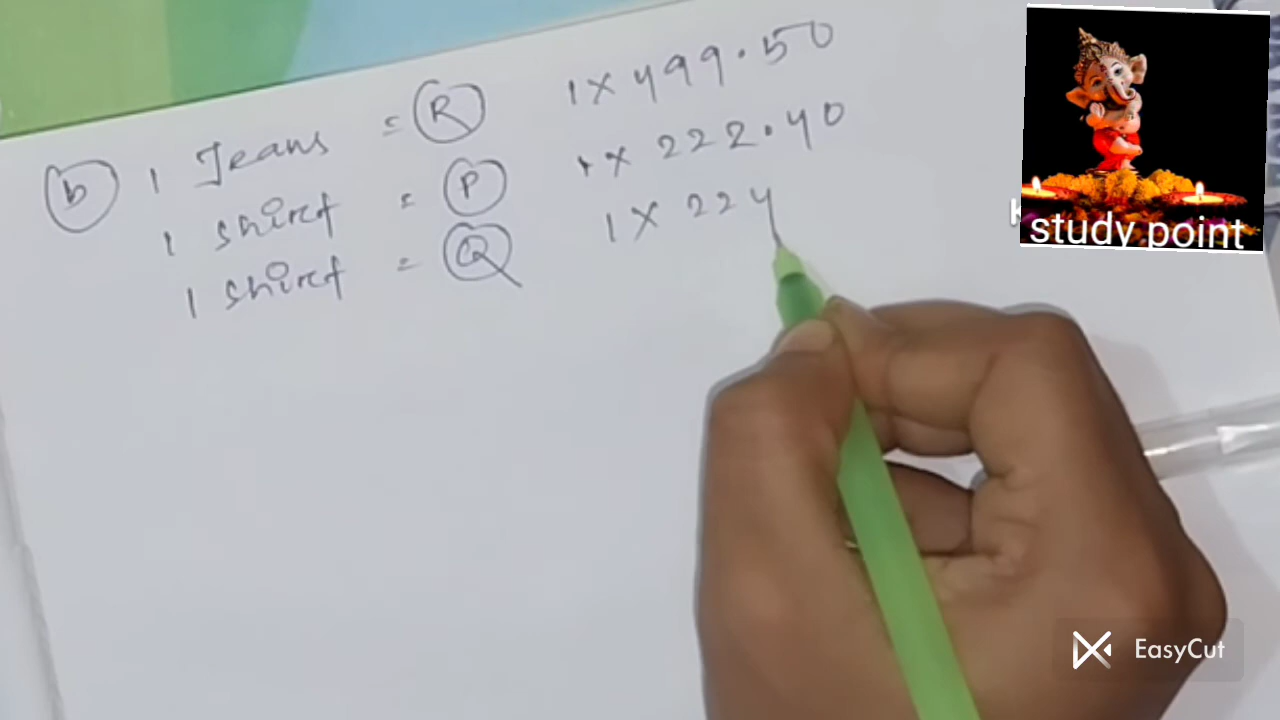 (b) 1 Jeans = (R) 1 × 499.50
1 shirt = (P) 1 × 222.40
1 shirt = (Q) 1 × 224
study point
EasyCut